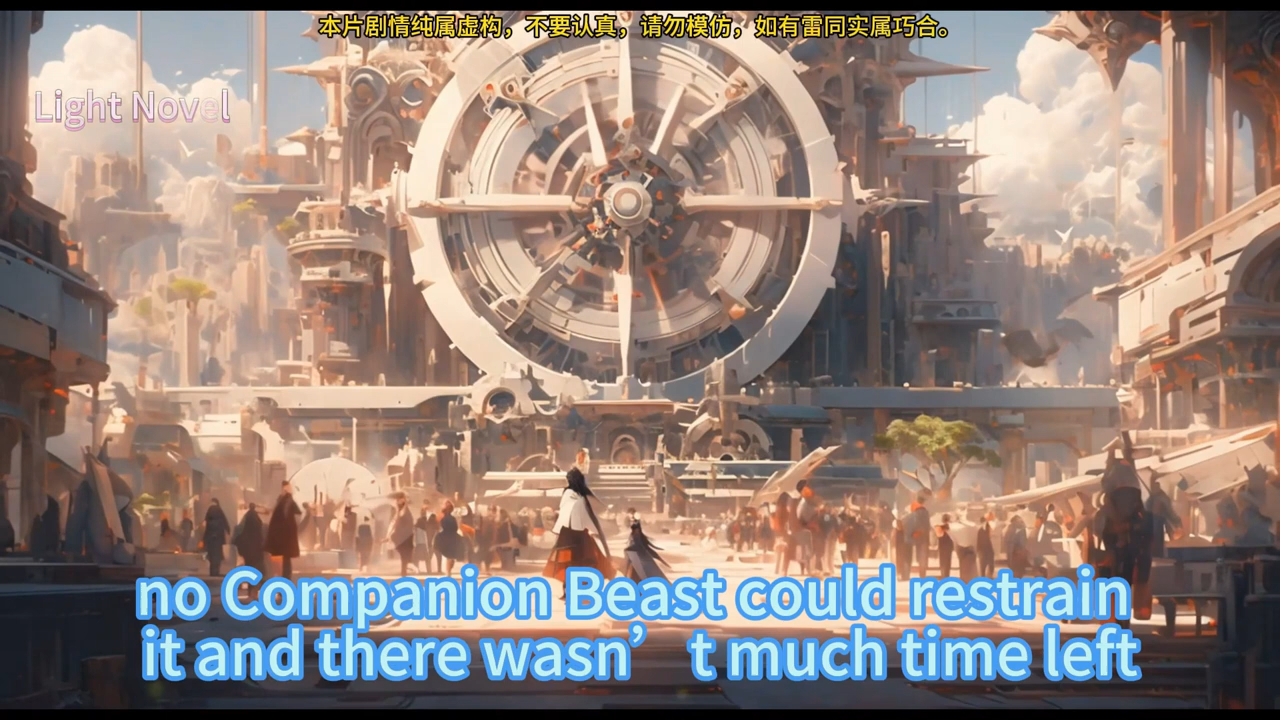 本片剧情纯属虚构，不要认真，请勿模仿，如有雷同实属巧合。
Light Novel
no Companion Beast could restrain
it and there wasn’t much time left